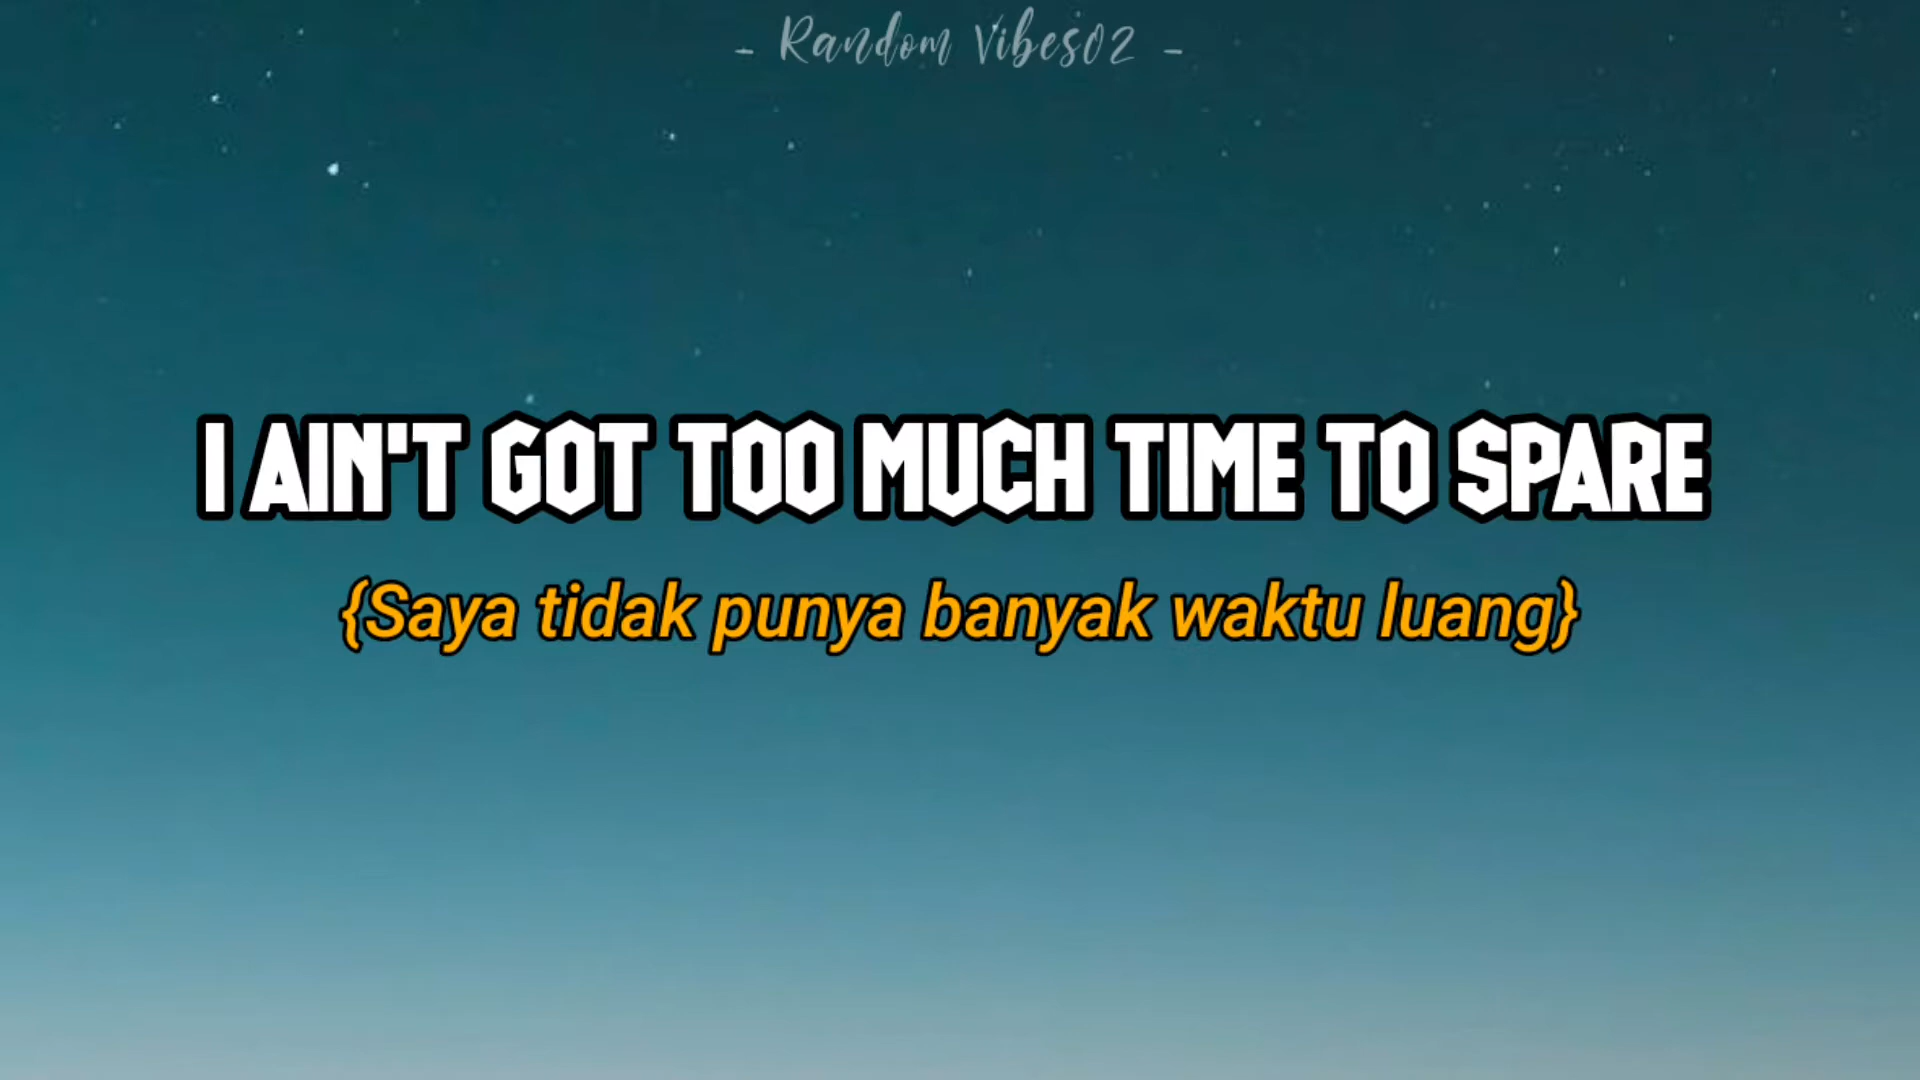 - Random Vibes02 -
I AIN'T GOT TOO MUCH TIME TO SPARE
{Saya tidak punya banyak waktu luang}